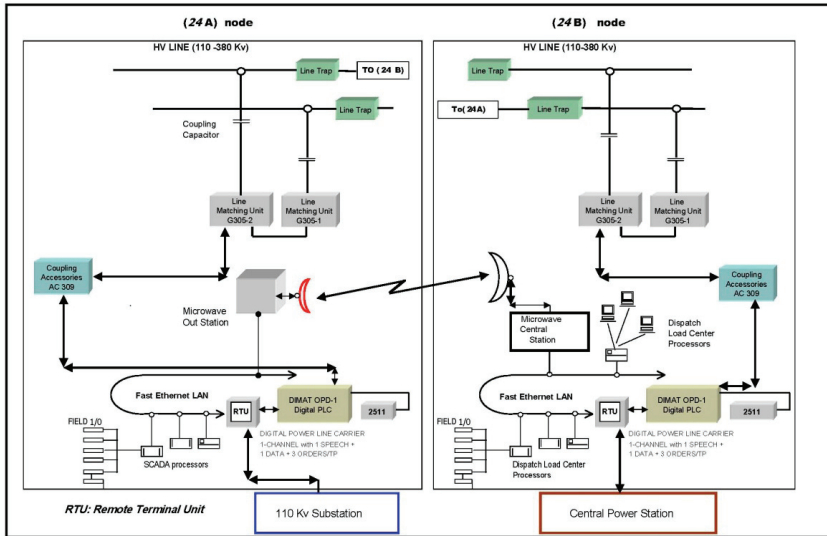 (24 A) node
(24 B) node
HV LINE (110 -380 Kv)
Line Trap
TO (24 B)
Line Trap
Coupling
Capacitor
Line
Matching Unit
G305-2
Line
Matching Unit
G305-1
Coupling
Accessories
AC 309
Microwave
Out Station
Fast Ethernet LAN
RTU
DIMAT OPD-1
Digital PLC
2511
FIELD 1/0
SCADA processors
DIGITAL POWER LINE CARRIER
1-CHANNEL with 1 SPEECH +
1 DATA + 3 ORDERS/TP
RTU: Remote Terminal Unit
110 Kv Substation
HV LINE (110-380 Kv)
Line Trap
To(24A)
Line Trap
Line
Matching Unit
G305-2
Line
Matching Unit
G305-1
Coupling
Accessories
AC 309
Microwave
Central
Station
Dispatch
Load Center
Processors
Fast Ethernet LAN
RTU
DIMAT OPD-1
Digital PLC
2511
FIELD 1/0
Dispatch Load Center
Processors
DIGITAL POWER LINE CARRIER
1-CHANNEL with 1 SPEECH +
1 DATA + 3 ORDERS/TP
Central Power Station